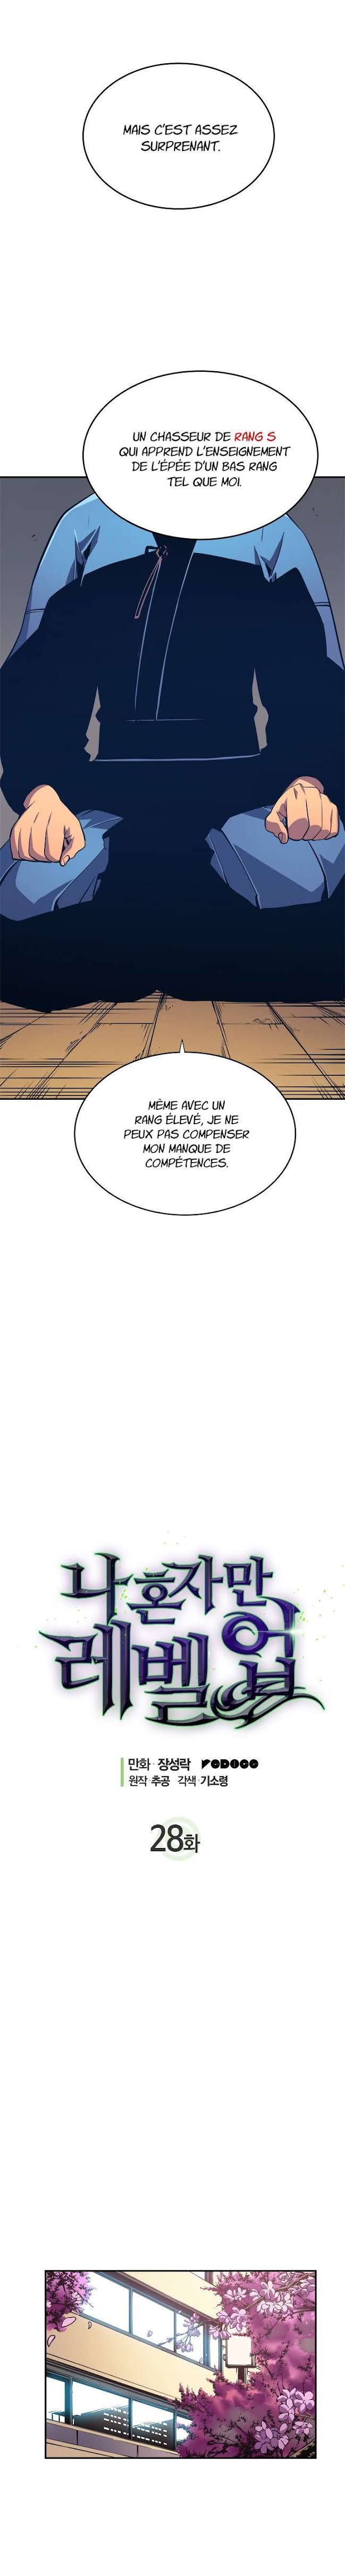 MAIS C'EST ASSEZ
SURPRENANT.
UN CHASSEUR DE RANG S
QUI APPREND L'ENSEIGNEMENT
DE L'ÉPÉE D'UN BAS RANG
TEL QUE MOI.
MÊME AVEC UN
RANG ÉLEVÉ, JE NE
PEUX PAS COMPENSER
MON MANQUE DE
COMPÉTENCES.
나 혼자만
레벨업
만화·장성락 REDICE
원작·추공 각색·기소령
28화